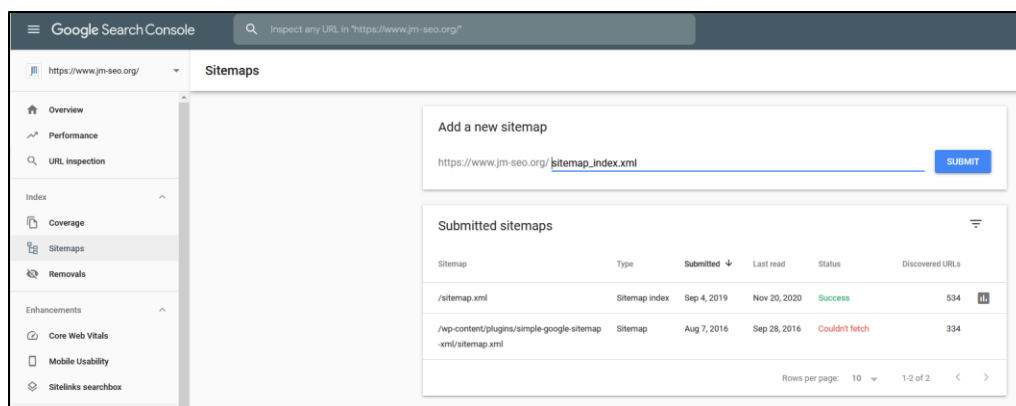 Google Search Console
Inspect any URL in "https://www.jm-seo.org/"
https://www.jm-seo.org/
Sitemaps
Overview
Performance
URL inspection
Index
Coverage
Sitemaps
Removals
Enhancements
Core Web Vitals
Mobile Usability
Sitelinks searchbox
Add a new sitemap
https://www.jm-seo.org/ sitemap_index.xml
SUBMIT
Submitted sitemaps
Sitemap Type Submitted Last read Status Discovered URLs
/sitemap.xml Sitemap index Sep 4, 2019 Nov 20, 2020 Success 534
/wp-content/plugins/simple-google-sitemap Sitemap Aug 7, 2016 Sep 28, 2016 Couldn't fetch 334
-xml/sitemap.xml
Rows per page: 10 1-2 of 2